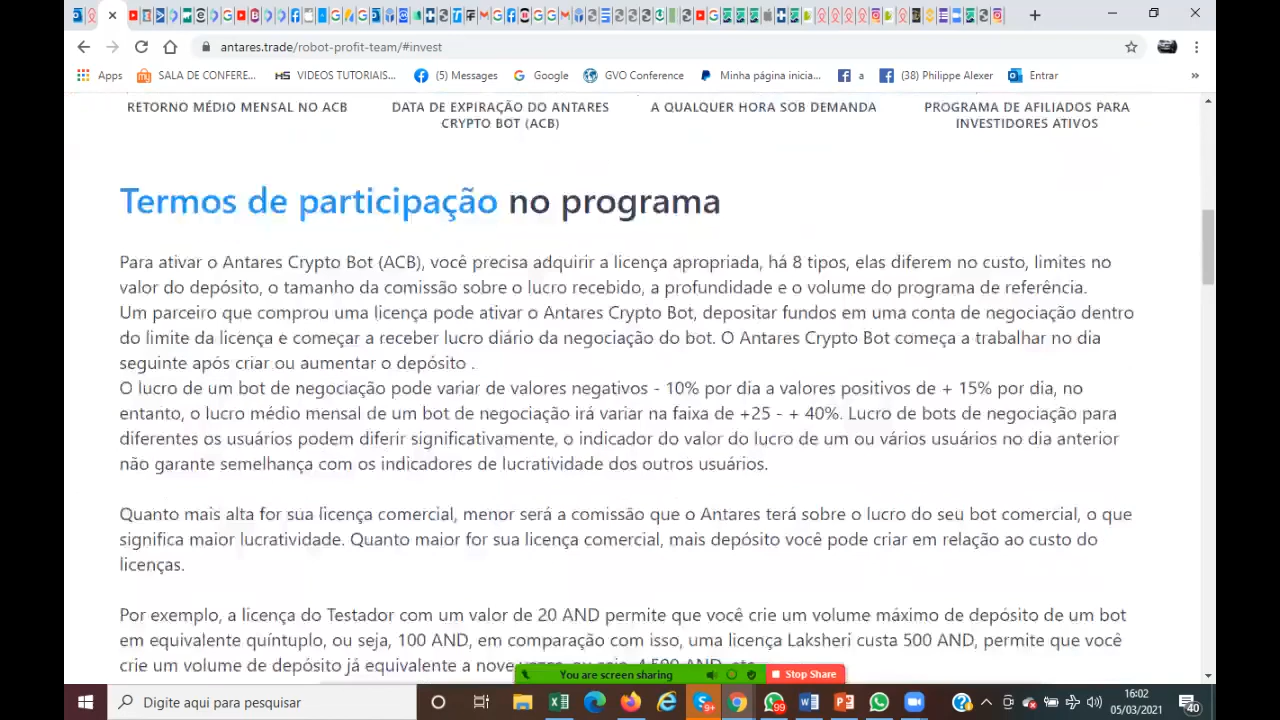 antares.trade/robot-profit-team/#invest
Apps
SALA DE CONFERE...
VIDEOS TUTORIAIS...
(5) Messages
Google
GVO Conference
Minha página inicia...
a
(38) Philippe Alexer
Entrar
»
RETORNO MÉDIO MENSAL NO ACB
DATA DE EXPIRAÇÃO DO ANTARES
CRYPTO BOT (ACB)
A QUALQUER HORA SOB DEMANDA
PROGRAMA DE AFILIADOS PARA
INVESTIDORES ATIVOS
Termos de participação no programa
Para ativar o Antares Crypto Bot (ACB), você precisa adquirir a licença apropriada, há 8 tipos, elas diferem no custo, limites no
valor do depósito, o tamanho da comissão sobre o lucro recebido, a profundidade e o volume do programa de referência.
Um parceiro que comprou uma licença pode ativar o Antares Crypto Bot, depositar fundos em uma conta de negociação dentro
do limite da licença e começar a receber lucro diário da negociação do bot. O Antares Crypto Bot começa a trabalhar no dia
seguinte após criar ou aumentar o depósito .
O lucro de um bot de negociação pode variar de valores negativos - 10% por dia a valores positivos de + 15% por dia, no
entanto, o lucro médio mensal de um bot de negociação irá variar na faixa de +25 - + 40%. Lucro de bots de negociação para
diferentes os usuários podem diferir significativamente, o indicador do valor do lucro de um ou vários usuários no dia anterior
não garante semelhança com os indicadores de lucratividade dos outros usuários.
Quanto mais alta for sua licença comercial, menor será a comissão que o Antares terá sobre o lucro do seu bot comercial, o que
significa maior lucratividade. Quanto maior for sua licença comercial, mais depósito você pode criar em relação ao custo do
licenças.
Por exemplo, a licença do Testador com um valor de 20 AND permite que você crie um volume máximo de depósito de um bot
em equivalente quíntuplo, ou seja, 100 AND, em comparação com isso, uma licença Laksheri custa 500 AND, permite que você
crie um volume de depósito já equivalente a nove
You are screen sharing
Stop Share
Digite aqui para pesquisar
9+
99
16:02
05/03/2021
40